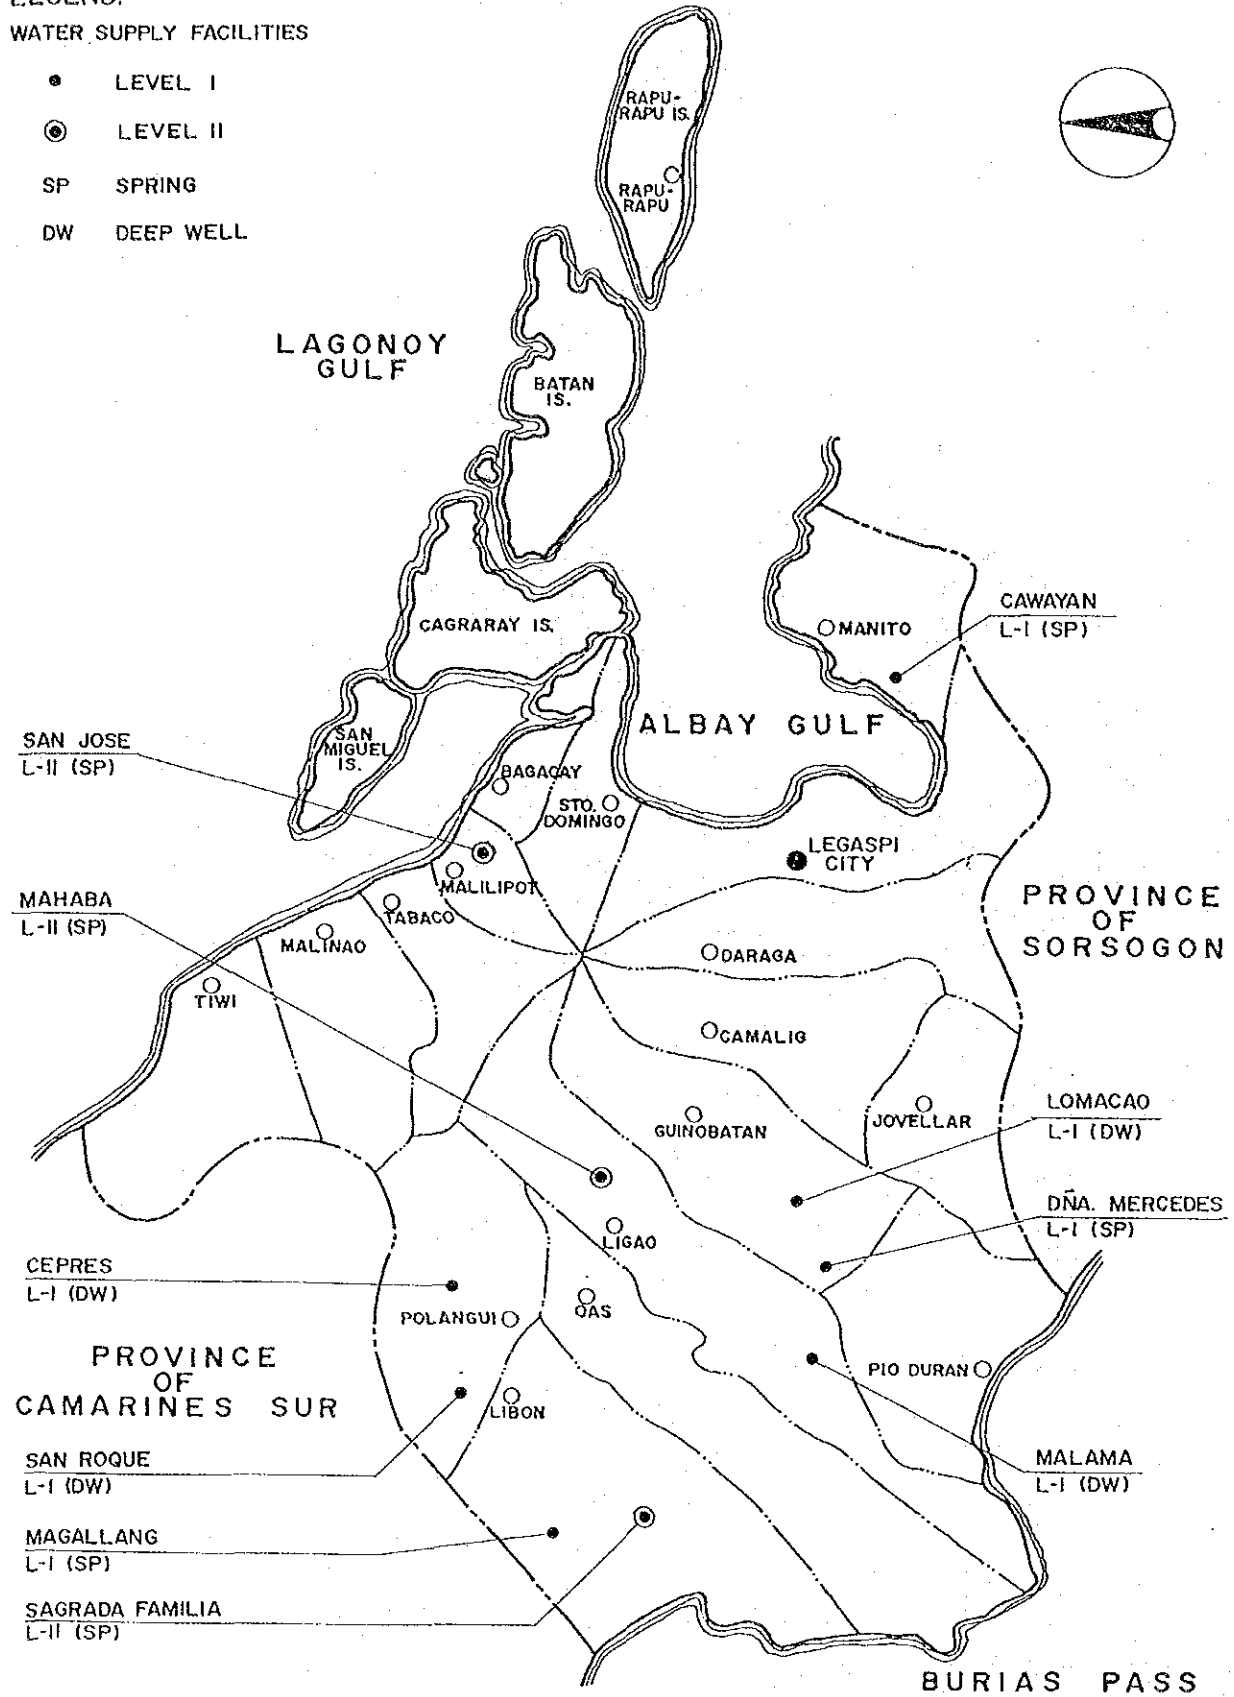 LEGEND:
WATER SUPPLY FACILITIES
LEVEL I
LEVEL II
SP SPRING
DW DEEP WELL
RAPU-
RAPU IS.
RAPU-
RAPU
LAGONOY
GULF
BATAN
IS.
CAGRARAY IS.
MANITO
CAWAYAN
L-I (SP)
SAN JOSE
L-II (SP)
SAN
MIGUEL
IS.
ALBAY GULF
BAGACAY
STO.
DOMINGO
LEGASPI
CITY
MALILIPOT
MAHABA
L-II (SP)
TABACO
MALINAO
TIWI
DARAGA
PROVINCE
OF
SORSOGON
CAMALIG
GUINOBATAN
JOVELLAR
LOMACAO
L-I (DW)
DÑA. MERCEDES
L-I (SP)
LIGAO
CEPRES
L-I (DW)
POLANGUI
OAS
PROVINCE
OF
CAMARINES SUR
PIO DURAN
LIBON
SAN ROQUE
L-I (DW)
MALAMA
L-I (DW)
MAGALLANG
L-I (SP)
SAGRADA FAMILIA
L-II (SP)
BURIAS PASS